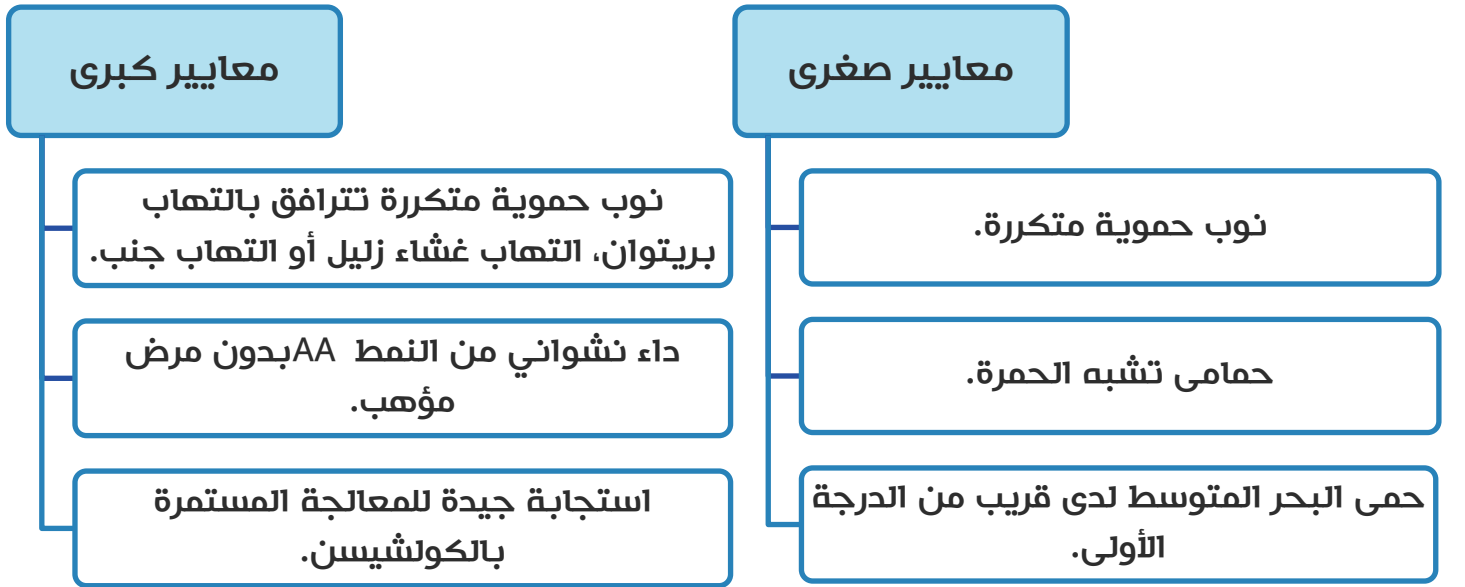 معايير كبرى
نوب حموية متكررة تترافق بالتهاب
بريتوان، التهاب غشاء زليل أو التهاب جنب.
داء نشواني من النمط AAبدون مرض
مؤهب.
استجابة جيدة للمعالجة المستمرة
بالكولشيسن.
معايير صغرى
نوب حموية متكررة.
حمامى تشبه الحمرة.
حمى البحر المتوسط لدى قريب من الدرجة
الأولى.